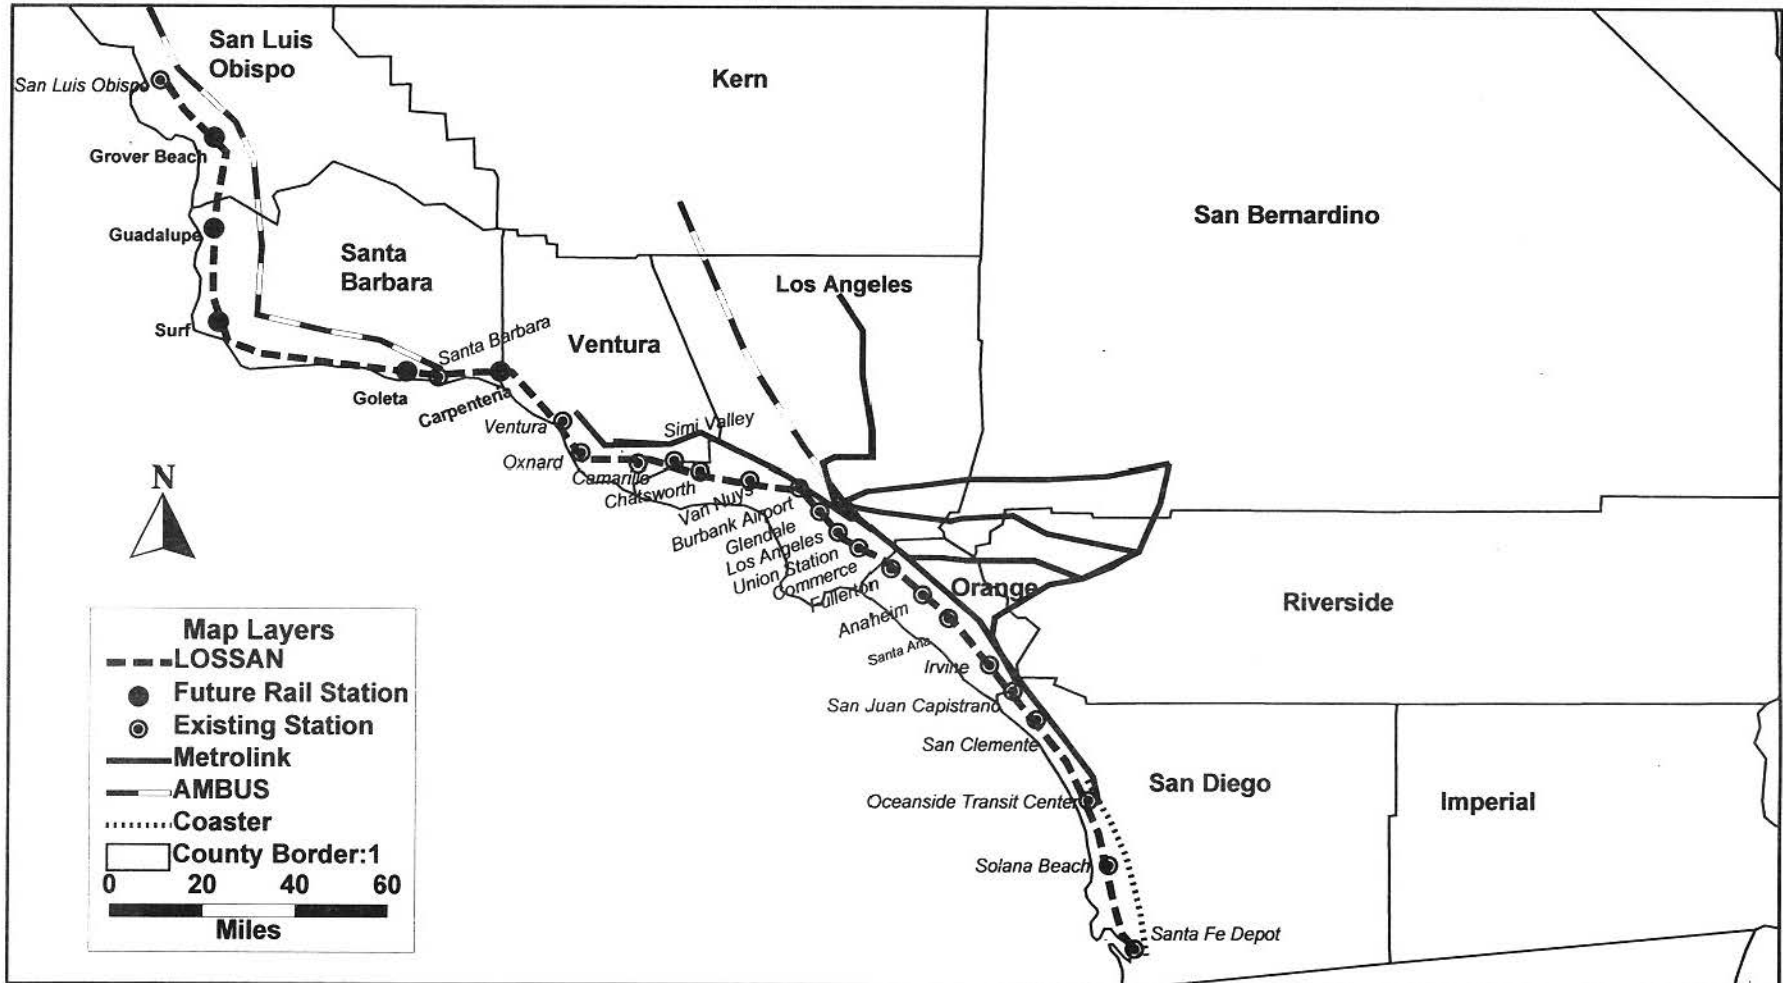 San Luis
Obispo
Kern
San Luis Obispo
Grover Beach
San Bernardino
Guadalupe
Santa
Barbara
Los Angeles
Surf
Santa Barbara
Ventura
Goleta
Carpenteria
Ventura
Simi Valley
Oxnard
Camarillo
Chatsworth
Van Nuys
Burbank Airport
Glendale
Los Angeles
Union Station
Commerce
Fullerton
Orange
Riverside
Anaheim
Santa Ana
Irvine
San Juan Capistrano
San Clemente
San Diego
Imperial
Oceanside Transit Center
Solana Beach
Santa Fe Depot
N
Map Layers
LOSSAN
Future Rail Station
Existing Station
Metrolink
AMBUS
Coaster
County Border:1
0 20 40 60
Miles